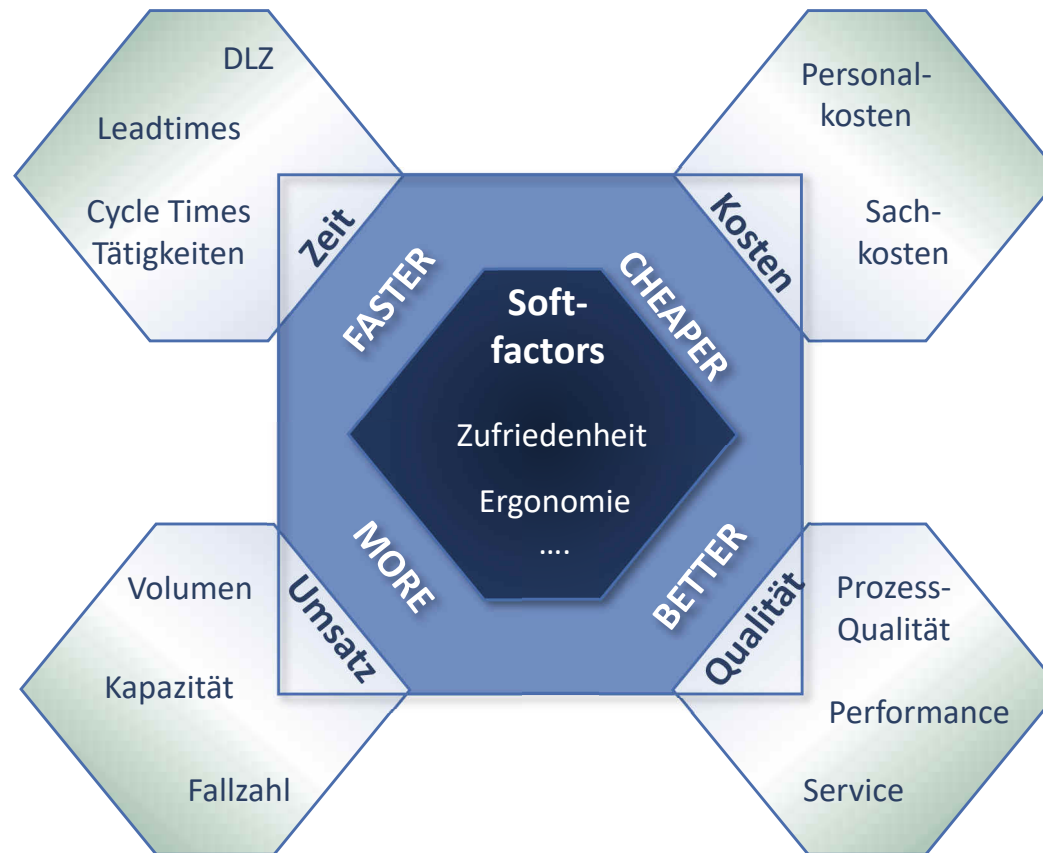 DLZ
Leadtimes
Cycle Times
Tätigkeiten
Zeit
FASTER
Personal-
kosten
Sach-
kosten
Kosten
CHEAPER
Soft-
factors
Zufriedenheit
Ergonomie
....
Volumen
Kapazität
Fallzahl
Umsatz
MORE
BETTER
Qualität
Prozess-
Qualität
Performance
Service